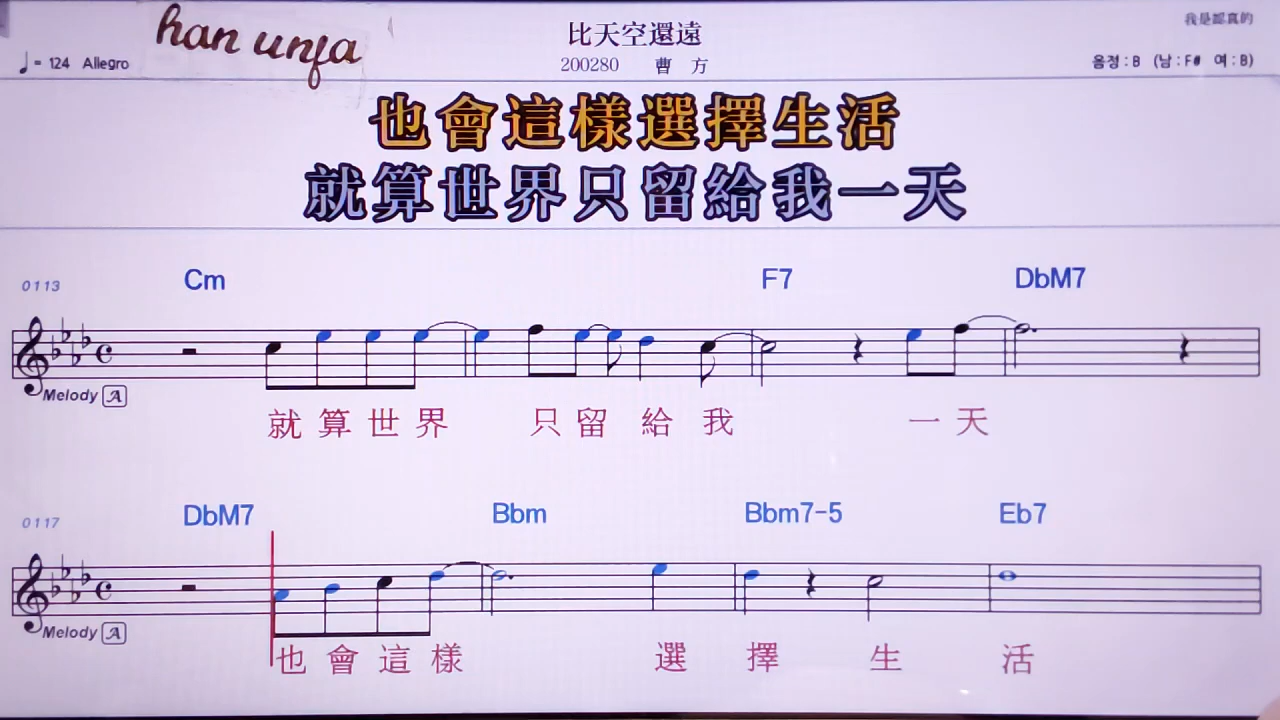 han unfa
比天空還遠
我是認真的
♩= 124 Allegro
200280 曹 方
음정 : B (남 : F# 여 : B)
也會這樣選擇生活
就算世界只留給我一天
0113 Cm F7 DbM7
Melody A
就 算 世 界 只 留 給 我 一 天
0117 DbM7 Bbm Bbm7-5 Eb7
Melody A
也 會 這 樣 選 擇 生 活